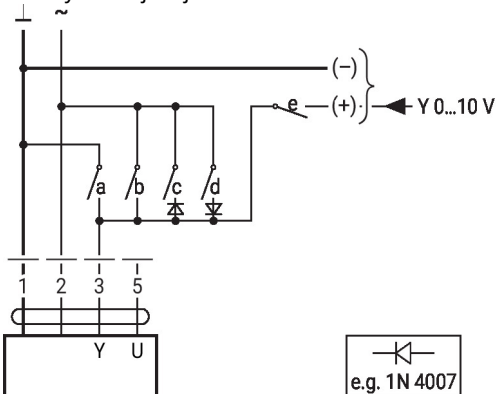 ⊥ ~
(–)
e (+) Y 0...10 V
a b c d
1 2 3 5
Y U
e.g. 1N 4007